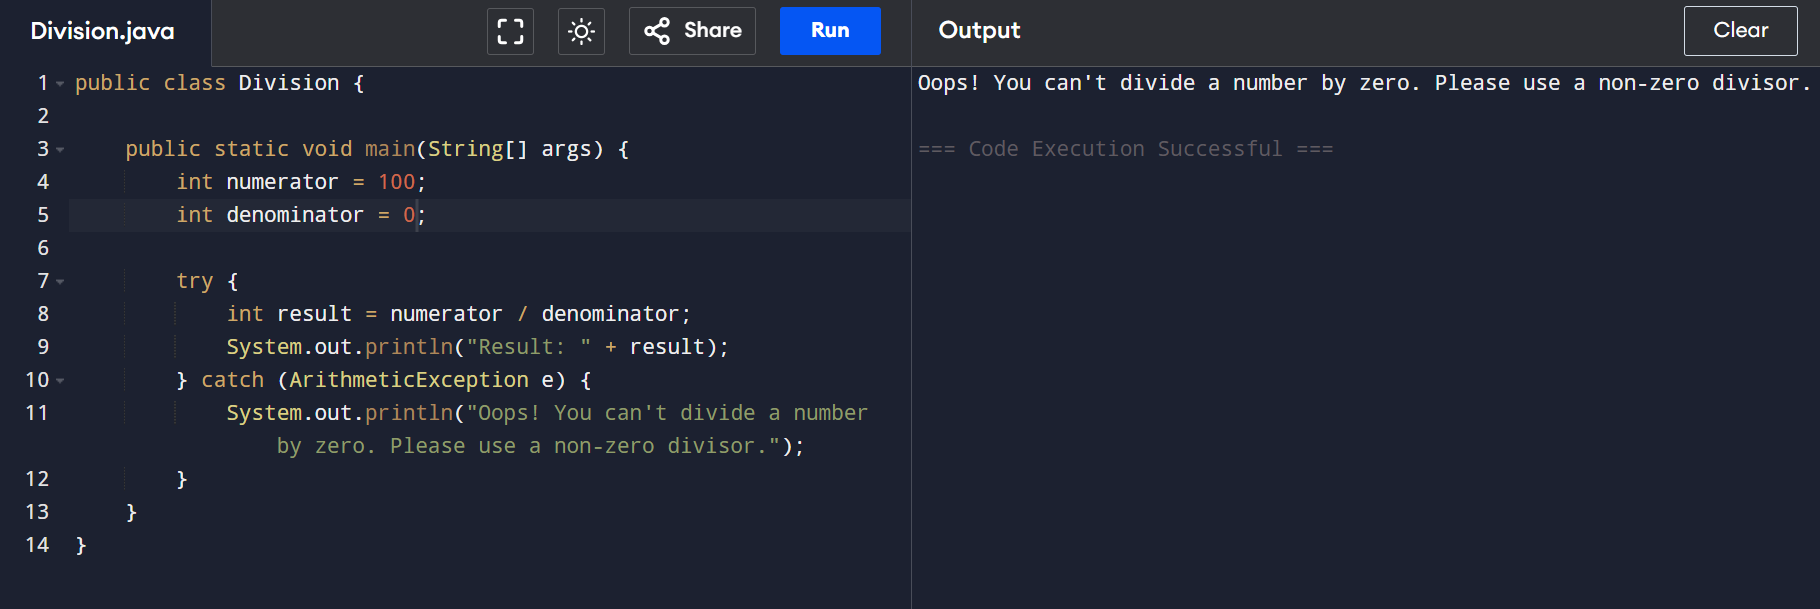 Division.java
Share
Run
Output
Clear
1 public class Division {
2
3 public static void main(String[] args) {
4 int numerator = 100;
5 int denominator = 0;
6
7 try {
8 int result = numerator / denominator;
9 System.out.println("Result: " + result);
10 } catch (ArithmeticException e) {
11 System.out.println("Oops! You can't divide a number
by zero. Please use a non-zero divisor.");
12 }
13 }
14 }
Oops! You can't divide a number by zero. Please use a non-zero divisor.
=== Code Execution Successful ===